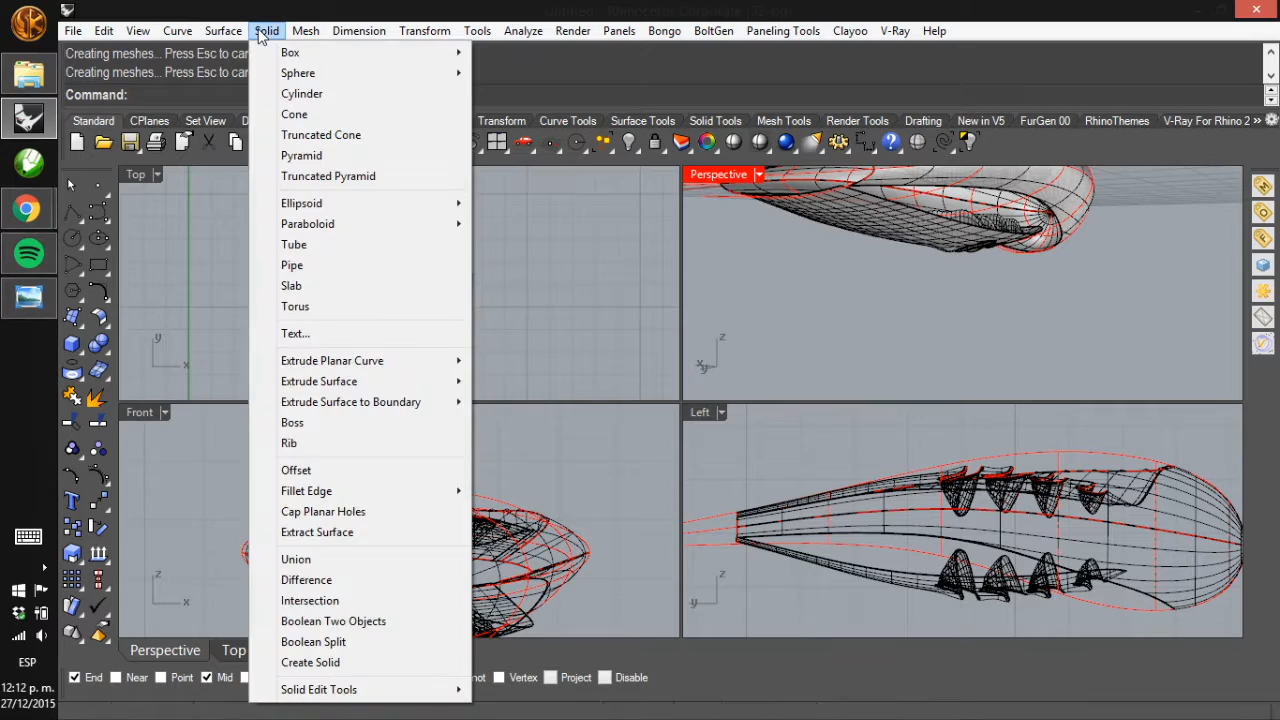 File Edit View Curve Surface Solid Mesh Dimension Transform Tools Analyze Render Panels Bongo BoltGen Paneling Tools Clayoo V-Ray Help
Creating meshes... Press Esc to can
Creating meshes... Press Esc to can
Command:
Standard CPlanes Set View D Transform Curve Tools Surface Tools Solid Tools Mesh Tools Render Tools Drafting New in V5 FurGen 00 RhinoThemes V-Ray For Rhino 2 »
Box
Sphere
Cylinder
Cone
Truncated Cone
Pyramid
Truncated Pyramid
Ellipsoid
Paraboloid
Tube
Pipe
Slab
Torus
Text...
Extrude Planar Curve
Extrude Surface
Extrude Surface to Boundary
Boss
Rib
Offset
Fillet Edge
Cap Planar Holes
Extract Surface
Union
Difference
Intersection
Boolean Two Objects
Boolean Split
Create Solid
Solid Edit Tools
Top
y
x
Perspective
z
x
y
Front
z
x
Left
z
y
Perspective Top
End Near Point Mid not Vertex Project Disable
ESP
12:12 p. m.
27/12/2015